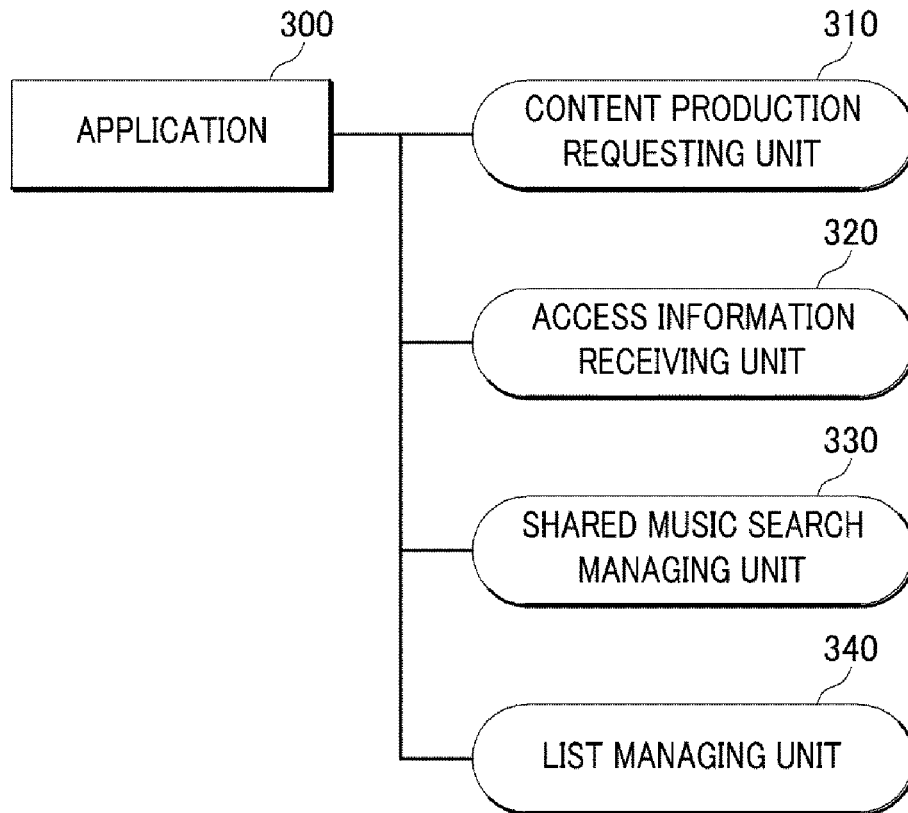 300
APPLICATION
310
CONTENT PRODUCTION
REQUESTING UNIT
320
ACCESS INFORMATION
RECEIVING UNIT
330
SHARED MUSIC SEARCH
MANAGING UNIT
340
LIST MANAGING UNIT